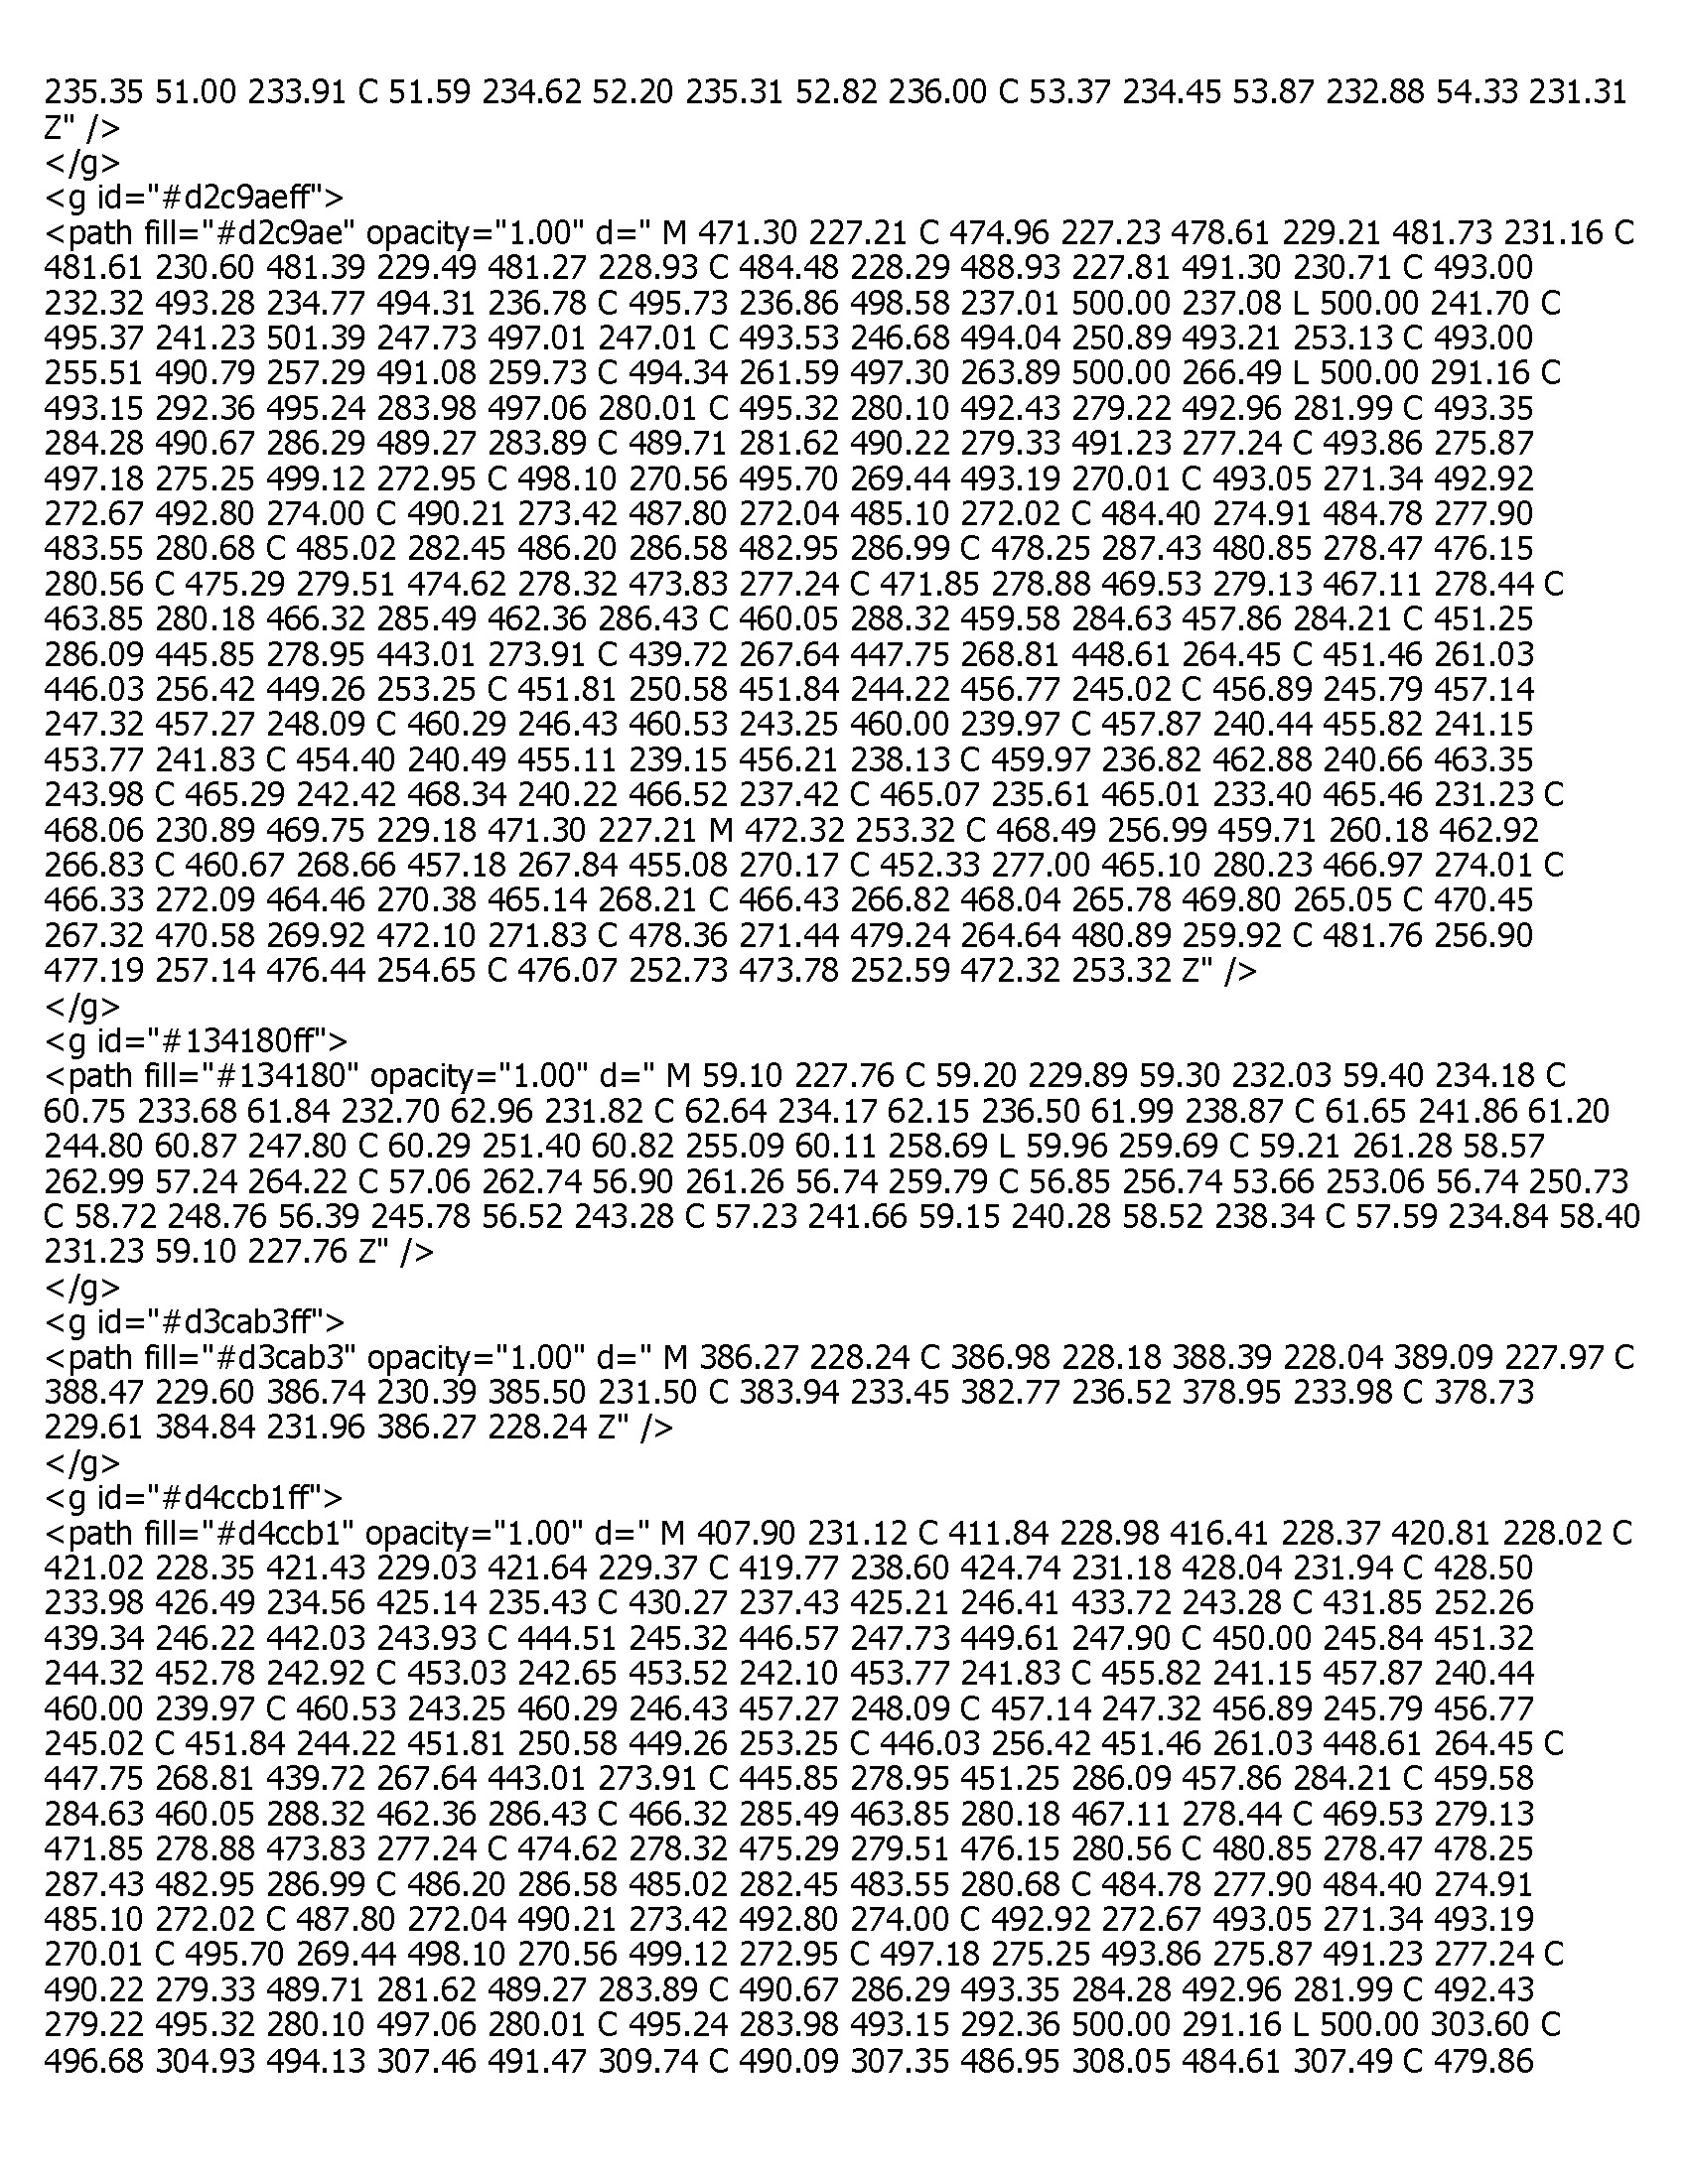 235.35 51.00 233.91 C 51.59 234.62 52.20 235.31 52.82 236.00 C 53.37 234.45 53.87 232.88 54.33 231.31
Z" />
</g>
<g id="#d2c9aeff">
<path fill="#d2c9ae" opacity="1.00" d=" M 471.30 227.21 C 474.96 227.23 478.61 229.21 481.73 231.16 C
481.61 230.60 481.39 229.49 481.27 228.93 C 484.48 228.29 488.93 227.81 491.30 230.71 C 493.00
232.32 493.28 234.77 494.31 236.78 C 495.73 236.86 498.58 237.01 500.00 237.08 L 500.00 241.70 C
495.37 241.23 501.39 247.73 497.01 247.01 C 493.53 246.68 494.04 250.89 493.21 253.13 C 493.00
255.51 490.79 257.29 491.08 259.73 C 494.34 261.59 497.30 263.89 500.00 266.49 L 500.00 291.16 C
493.15 292.36 495.24 283.98 497.06 280.01 C 495.32 280.10 492.43 279.22 492.96 281.99 C 493.35
284.28 490.67 286.29 489.27 283.89 C 489.71 281.62 490.22 279.33 491.23 277.24 C 493.86 275.87
497.18 275.25 499.12 272.95 C 498.10 270.56 495.70 269.44 493.19 270.01 C 493.05 271.34 492.92
272.67 492.80 274.00 C 490.21 273.42 487.80 272.04 485.10 272.02 C 484.40 274.91 484.78 277.90
483.55 280.68 C 485.02 282.45 486.20 286.58 482.95 286.99 C 478.25 287.43 480.85 278.47 476.15
280.56 C 475.29 279.51 474.62 278.32 473.83 277.24 C 471.85 278.88 469.53 279.13 467.11 278.44 C
463.85 280.18 466.32 285.49 462.36 286.43 C 460.05 288.32 459.58 284.63 457.86 284.21 C 451.25
286.09 445.85 278.95 443.01 273.91 C 439.72 267.64 447.75 268.81 448.61 264.45 C 451.46 261.03
446.03 256.42 449.26 253.25 C 451.81 250.58 451.84 244.22 456.77 245.02 C 456.89 245.79 457.14
247.32 457.27 248.09 C 460.29 246.43 460.53 243.25 460.00 239.97 C 457.87 240.44 455.82 241.15
453.77 241.83 C 454.40 240.49 455.11 239.15 456.21 238.13 C 459.97 236.82 462.88 240.66 463.35
243.98 C 465.29 242.42 468.34 240.22 466.52 237.42 C 465.07 235.61 465.01 233.40 465.46 231.23 C
468.06 230.89 469.75 229.18 471.30 227.21 M 472.32 253.32 C 468.49 256.99 459.71 260.18 462.92
266.83 C 460.67 268.66 457.18 267.84 455.08 270.17 C 452.33 277.00 465.10 280.23 466.97 274.01 C
466.33 272.09 464.46 270.38 465.14 268.21 C 466.43 266.82 468.04 265.78 469.80 265.05 C 470.45
267.32 470.58 269.92 472.10 271.83 C 478.36 271.44 479.24 264.64 480.89 259.92 C 481.76 256.90
477.19 257.14 476.44 254.65 C 476.07 252.73 473.78 252.59 472.32 253.32 Z" />
</g>
<g id="#134180ff">
<path fill="#134180" opacity="1.00" d=" M 59.10 227.76 C 59.20 229.89 59.30 232.03 59.40 234.18 C
60.75 233.68 61.84 232.70 62.96 231.82 C 62.64 234.17 62.15 236.50 61.99 238.87 C 61.65 241.86 61.20
244.80 60.87 247.80 C 60.29 251.40 60.82 255.09 60.11 258.69 L 59.96 259.69 C 59.21 261.28 58.57
262.99 57.24 264.22 C 57.06 262.74 56.90 261.26 56.74 259.79 C 56.85 256.74 53.66 253.06 56.74 250.73
C 58.72 248.76 56.39 245.78 56.52 243.28 C 57.23 241.66 59.15 240.28 58.52 238.34 C 57.59 234.84 58.40
231.23 59.10 227.76 Z" />
</g>
<g id="#d3cab3ff">
<path fill="#d3cab3" opacity="1.00" d=" M 386.27 228.24 C 386.98 228.18 388.39 228.04 389.09 227.97 C
388.47 229.60 386.74 230.39 385.50 231.50 C 383.94 233.45 382.77 236.52 378.95 233.98 C 378.73
229.61 384.84 231.96 386.27 228.24 Z" />
</g>
<g id="#d4ccb1ff">
<path fill="#d4ccb1" opacity="1.00" d=" M 407.90 231.12 C 411.84 228.98 416.41 228.37 420.81 228.02 C
421.02 228.35 421.43 229.03 421.64 229.37 C 419.77 238.60 424.74 231.18 428.04 231.94 C 428.50
233.98 426.49 234.56 425.14 235.43 C 430.27 237.43 425.21 246.41 433.72 243.28 C 431.85 252.26
439.34 246.22 442.03 243.93 C 444.51 245.32 446.57 247.73 449.61 247.90 C 450.00 245.84 451.32
244.32 452.78 242.92 C 453.03 242.65 453.52 242.10 453.77 241.83 C 455.82 241.15 457.87 240.44
460.00 239.97 C 460.53 243.25 460.29 246.43 457.27 248.09 C 457.14 247.32 456.89 245.79 456.77
245.02 C 451.84 244.22 451.81 250.58 449.26 253.25 C 446.03 256.42 451.46 261.03 448.61 264.45 C
447.75 268.81 439.72 267.64 443.01 273.91 C 445.85 278.95 451.25 286.09 457.86 284.21 C 459.58
284.63 460.05 288.32 462.36 286.43 C 466.32 285.49 463.85 280.18 467.11 278.44 C 469.53 279.13
471.85 278.88 473.83 277.24 C 474.62 278.32 475.29 279.51 476.15 280.56 C 480.85 278.47 478.25
287.43 482.95 286.99 C 486.20 286.58 485.02 282.45 483.55 280.68 C 484.78 277.90 484.40 274.91
485.10 272.02 C 487.80 272.04 490.21 273.42 492.80 274.00 C 492.92 272.67 493.05 271.34 493.19
270.01 C 495.70 269.44 498.10 270.56 499.12 272.95 C 497.18 275.25 493.86 275.87 491.23 277.24 C
490.22 279.33 489.71 281.62 489.27 283.89 C 490.67 286.29 493.35 284.28 492.96 281.99 C 492.43
279.22 495.32 280.10 497.06 280.01 C 495.24 283.98 493.15 292.36 500.00 291.16 L 500.00 303.60 C
496.68 304.93 494.13 307.46 491.47 309.74 C 490.09 307.35 486.95 308.05 484.61 307.49 C 479.86